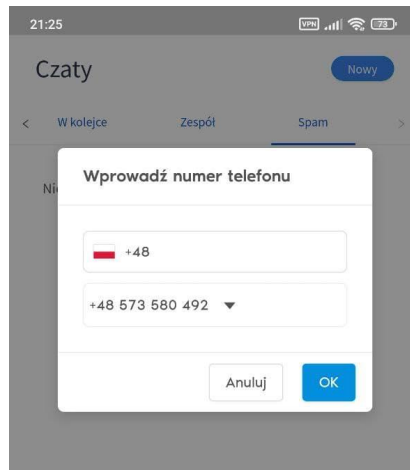 21:25
VPN
73
Czaty
Nowy
<
W kolejce
Zespół
Spam
>
Nie
Wprowadź numer telefonu
+48
+48 573 580 492
Anuluj
OK